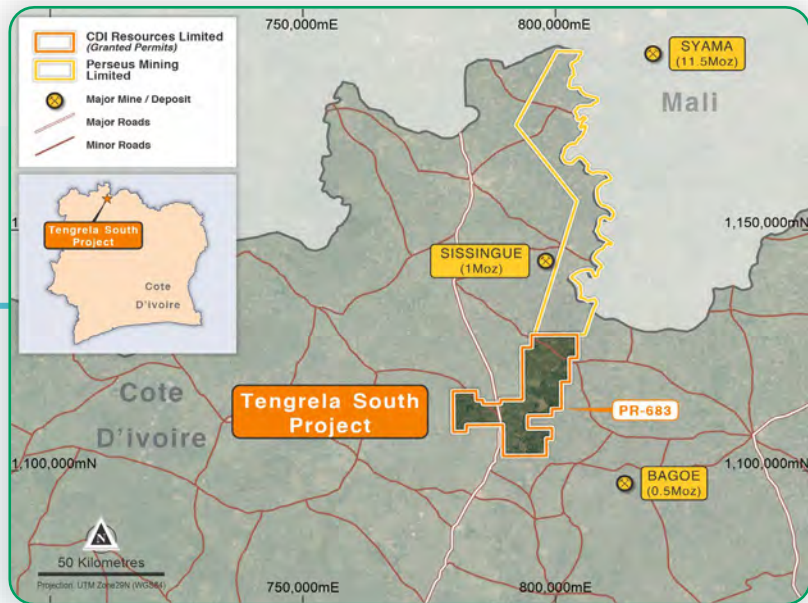 CDI Resources Limited
(Granted Permits)
Perseus Mining
Limited
Major Mine / Deposit
Major Roads
Minor Roads
750,000mE
800,000mE
SYAMA
(11.5Moz)
Mali
Tengrela South
Project
Cote
D'ivoire
1,150,000mN
SISSINGUE
(1Moz)
Cote
D'ivoire
Tengrela South
Project
PR-683
1,100,000mN
1,100,000mN
BAGOE
(0.5Moz)
N
50 Kilometres
Projection: UTM Zone29N (WGS84)
750,000mE
800,000mE